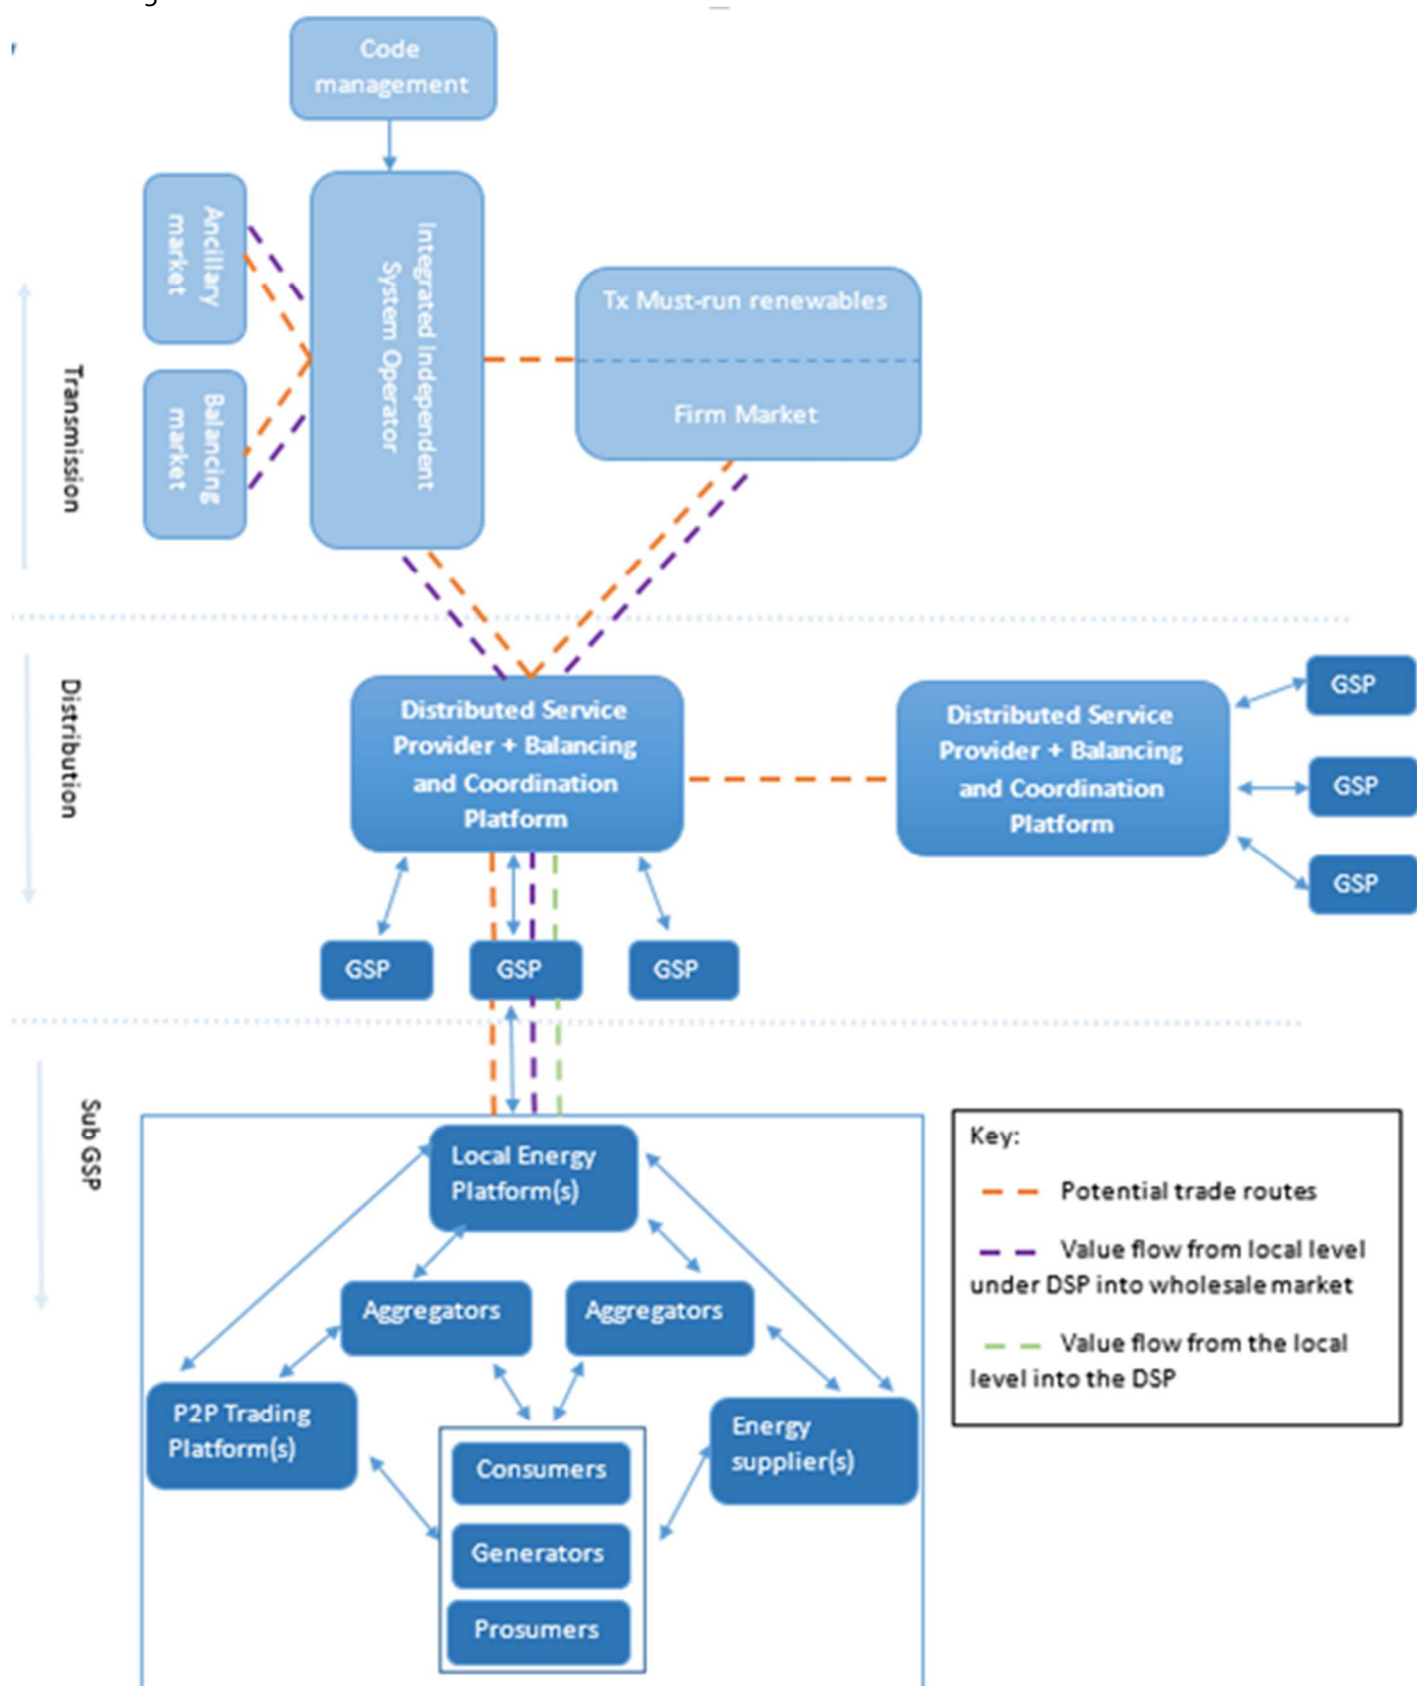 Code
management
Ancillary
market
Integrated Independent
System Operator
Tx Must-run renewables
Firm Market
Balancing
market
Transmission
Distribution
Distributed Service
Provider + Balancing
and Coordination
Platform
Distributed Service
Provider + Balancing
and Coordination
Platform
GSP
GSP
GSP
GSP
GSP
GSP
Sub GSP
Local Energy
Platform(s)
Aggregators
Aggregators
P2P Trading
Platform(s)
Energy
supplier(s)
Consumers
Generators
Prosumers
Key:
Potential trade routes
Value flow from local level
under DSP into wholesale market
Value flow from the local
level into the DSP